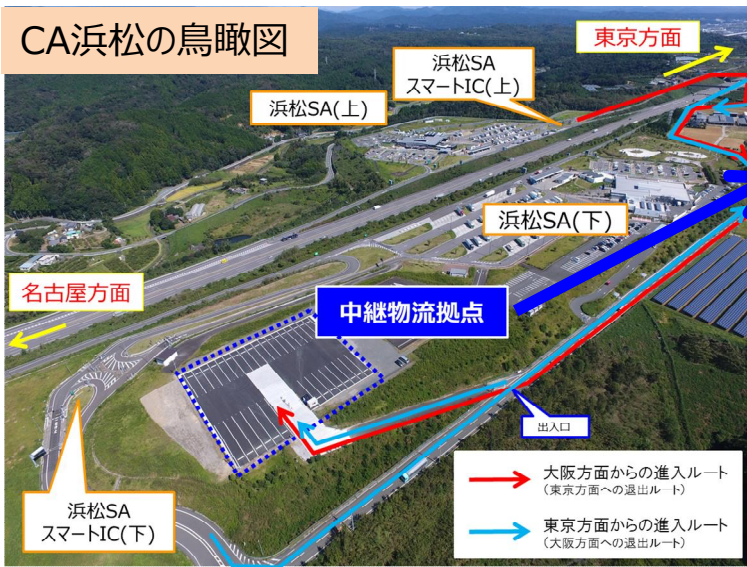 CA浜松の鳥瞰図
東京方面
浜松SA
スマートIC(上)
浜松SA(上)
浜松SA(下)
名古屋方面
中継物流拠点
出入口
浜松SA
スマートIC(下)
大阪方面からの進入ルート
(東京方面への退出ルート)
東京方面からの進入ルート
(大阪方面への退出ルート)